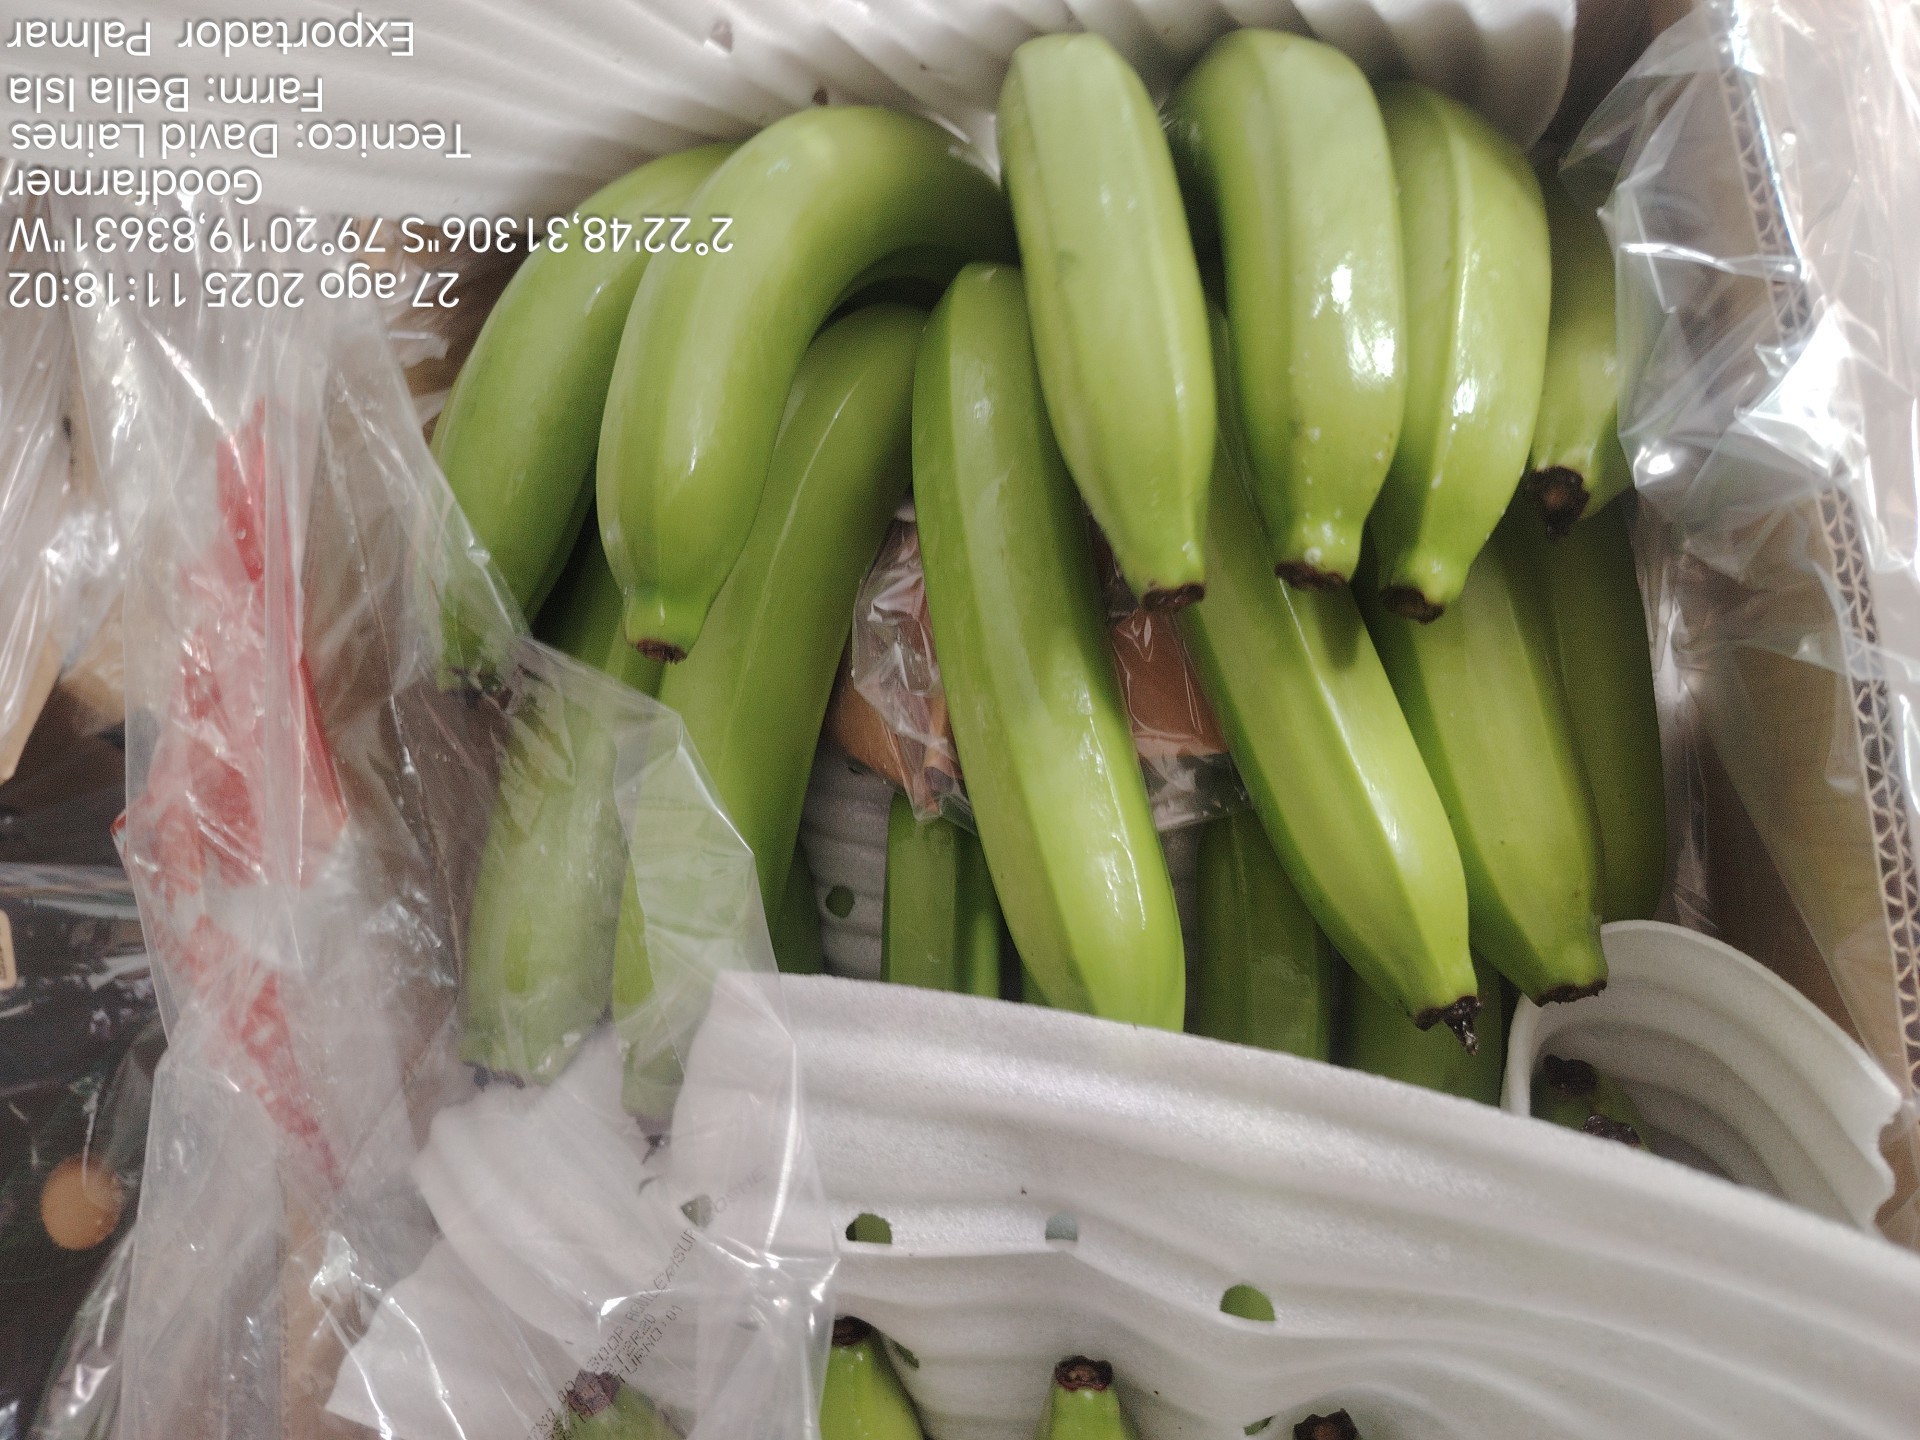 27 ago 2025 11:18:02
2°22'48,31306"S 79°20'19,83631"W
Goodfarmer
Tecnico: David Laines
Farm: Bella Isla
Exportador Palmar